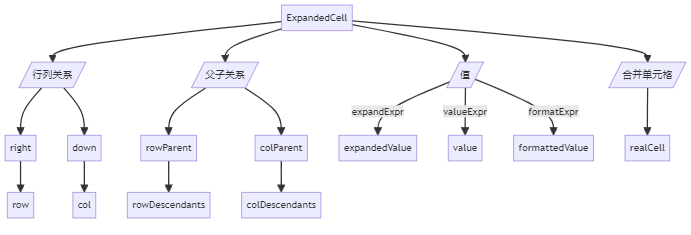 ExpandedCell
行列关系
父子关系
值
合并单元格
expandExpr
valueExpr
formatExpr
right
down
rowParent
colParent
expandedValue
value
formattedValue
realCell
row
col
rowDescendants
colDescendants